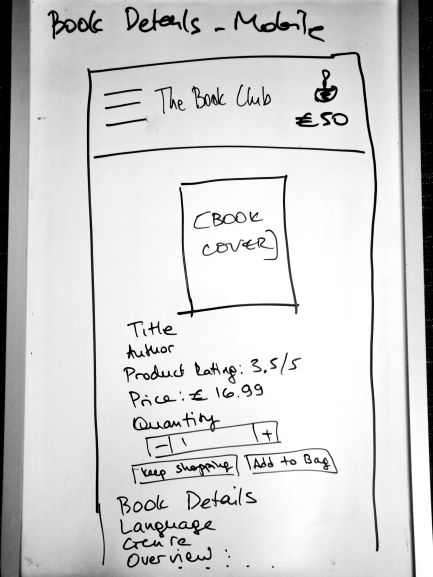 Book Details - Mobile
The Book Club
€50
[BOOK
COVER]
Title
Author
Product Rating: 3.5/5
Price: € 16.99
Quantity
- 1 +
Keep shopping Add to Bag
Book Details
Language
Genre
Overview : . . . .